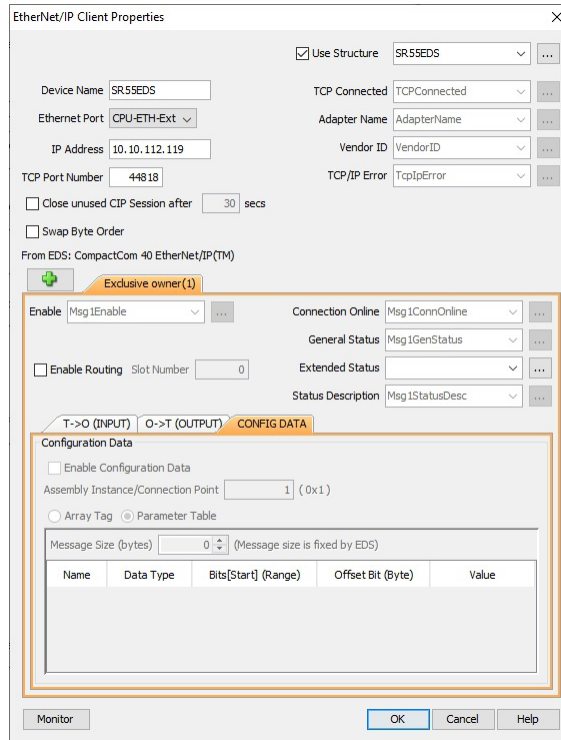 EtherNet/IP Client Properties
Use Structure SR55EDS ...
Device Name SR55EDS TCP Connected TCPConnected ...
Ethernet Port CPU-ETH-Ext Adapter Name AdapterName ...
IP Address 10.10.112.119 Vendor ID VendorID ...
TCP Port Number 44818 TCP/IP Error TcpIpError ...
Close unused CIP Session after 30 secs
Swap Byte Order
From EDS: CompactCom 40 EtherNet/IP(TM)
Exclusive owner(1)
Enable Msg1Enable ... Connection Online Msg1ConnOnline ...
General Status Msg1GenStatus ...
Enable Routing Slot Number 0 Extended Status ...
Status Description Msg1StatusDesc ...
T->O (INPUT) O->T (OUTPUT) CONFIG DATA
Configuration Data
Enable Configuration Data
Assembly Instance/Connection Point 1 ( 0x1 )
Array Tag Parameter Table
Message Size (bytes) 0 (Message size is fixed by EDS)
Name Data Type Bits[Start] (Range) Offset Bit (Byte) Value
Monitor OK Cancel Help